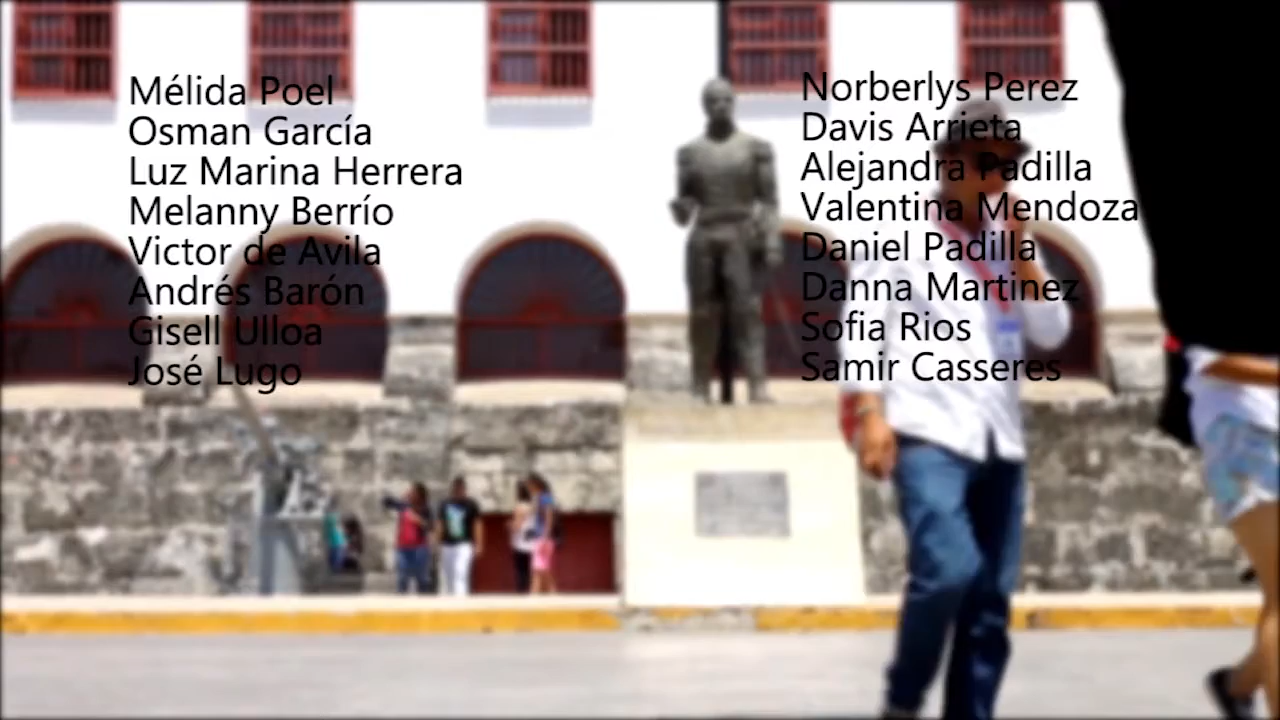 Mélida Poel
Osman García
Luz Marina Herrera
Melanny Berrío
Victor de Avila
Andrés Barón
Gisell Ulloa
José Lugo
Norberlys Perez
Davis Arrieta
Alejandra Padilla
Valentina Mendoza
Daniel Padilla
Danna Martinez
Sofia Rios
Samir Casseres